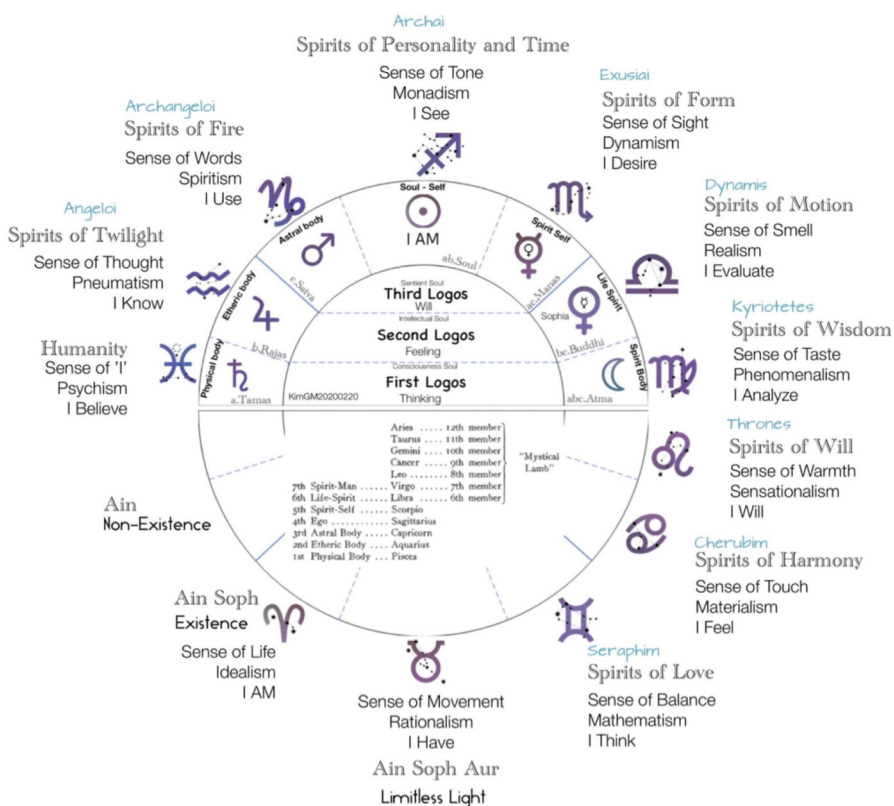 Archai
Spirits of Personality and Time
Sense of Tone
Monadism
I See
Exusiai
Spirits of Form
Sense of Sight
Dynamism
I Desire
Archangeloi
Spirits of Fire
Sense of Words
Spiritism
I Use
Dynamis
Spirits of Motion
Sense of Smell
Realism
I Evaluate
Angeloi
Spirits of Twilight
Sense of Thought
Pneumatism
I Know
Kyriotetes
Spirits of Wisdom
Sense of Taste
Phenomenalism
I Analyze
Humanity
Sense of 'I'
Psychism
I Believe
Soul - Self
I AM
ab.Soul
Astral body
c.Satva
Spirit Self
ac.Manas
Etheric body
b.Rajas
Life Spirit
Sophia
bc.Buddhi
Physical body
a.Tamas
Spirit Body
abc.Atma
Sentient Soul
Third Logos
Will
Intellectual Soul
Second Logos
Feeling
Consciousness Soul
First Logos
KimGM20200220
Thinking
Thrones
Spirits of Will
Sense of Warmth
Sensationalism
I Will
Aries ..... 12th member
Taurus .... 11th member
Gemini .... 10th member
Cancer ..... 9th member
Leo ........ 8th member
7th Spirit-Man ...... Virgo ..... 7th member
6th Life-Spirit ...... Libra ..... 6th member
5th Spirit-Self ...... Scorpio
4th Ego ............ Sagittarius
3rd Astral Body .... Capricorn
2nd Etheric Body .... Aquarius
1st Physical Body ... Pisces
"Mystical
Lamb"
Ain
Non-Existence
Cherubim
Spirits of Harmony
Sense of Touch
Materialism
I Feel
Ain Soph
Existence
Sense of Life
Idealism
I AM
Seraphim
Spirits of Love
Sense of Balance
Mathematism
I Think
Sense of Movement
Rationalism
I Have
Ain Soph Aur
Limitless Light